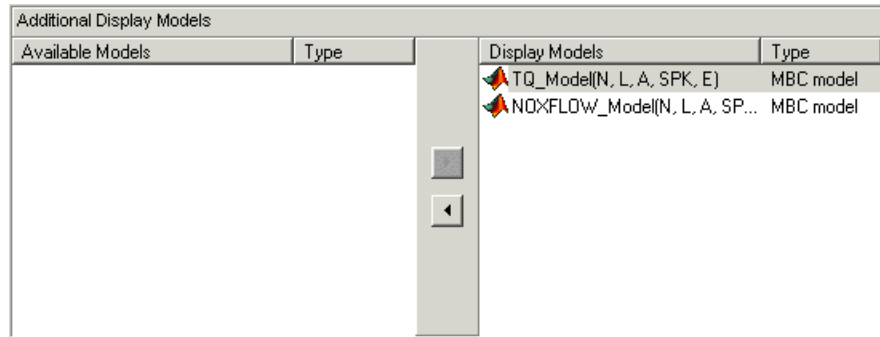 Additional Display Models
Available Models Type Display Models Type
TQ_Model(N, L, A, SPK, E) MBC model
NOXFLOW_Model(N, L, A, SP... MBC model